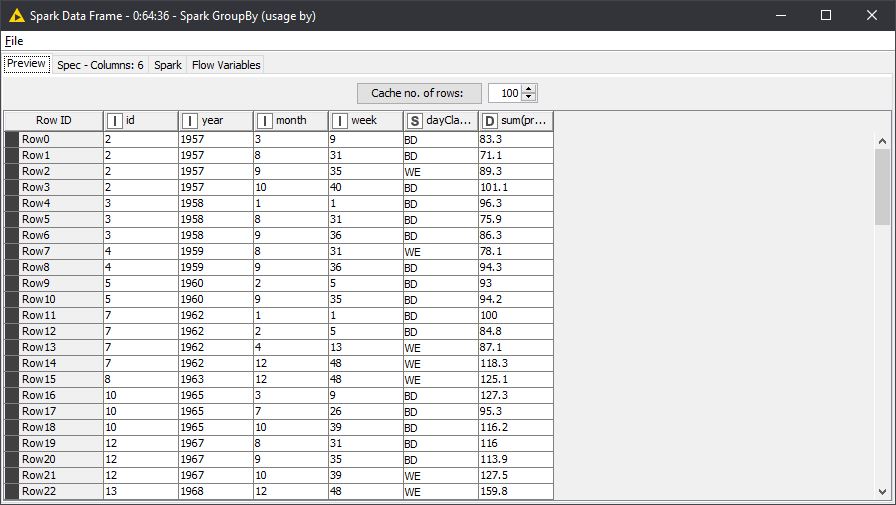 Spark Data Frame - 0:64:36 - Spark GroupBy (usage by)
File
Preview Spec - Columns: 6 Spark Flow Variables
Cache no. of rows: 100
Row ID I id I year I month I week S dayCla... D sum(pr...
Row0 2 1957 3 9 BD 83.3
Row1 2 1957 8 31 BD 71.1
Row2 2 1957 9 35 WE 89.3
Row3 2 1957 10 40 BD 101.1
Row4 3 1958 1 1 BD 96.3
Row5 3 1958 8 31 BD 75.9
Row6 3 1958 9 36 BD 86.3
Row7 4 1959 8 31 WE 78.1
Row8 4 1959 9 36 BD 94.3
Row9 5 1960 2 5 BD 93
Row10 5 1960 9 35 BD 94.2
Row11 7 1962 1 1 BD 100
Row12 7 1962 2 5 BD 84.8
Row13 7 1962 4 13 WE 87.1
Row14 7 1962 12 48 WE 118.3
Row15 8 1963 12 48 WE 125.1
Row16 10 1965 3 9 BD 127.3
Row17 10 1965 7 26 BD 95.3
Row18 10 1965 10 39 BD 116.2
Row19 12 1967 8 31 BD 116
Row20 12 1967 9 35 BD 113.9
Row21 12 1967 10 39 WE 127.5
Row22 13 1968 12 48 WE 159.8